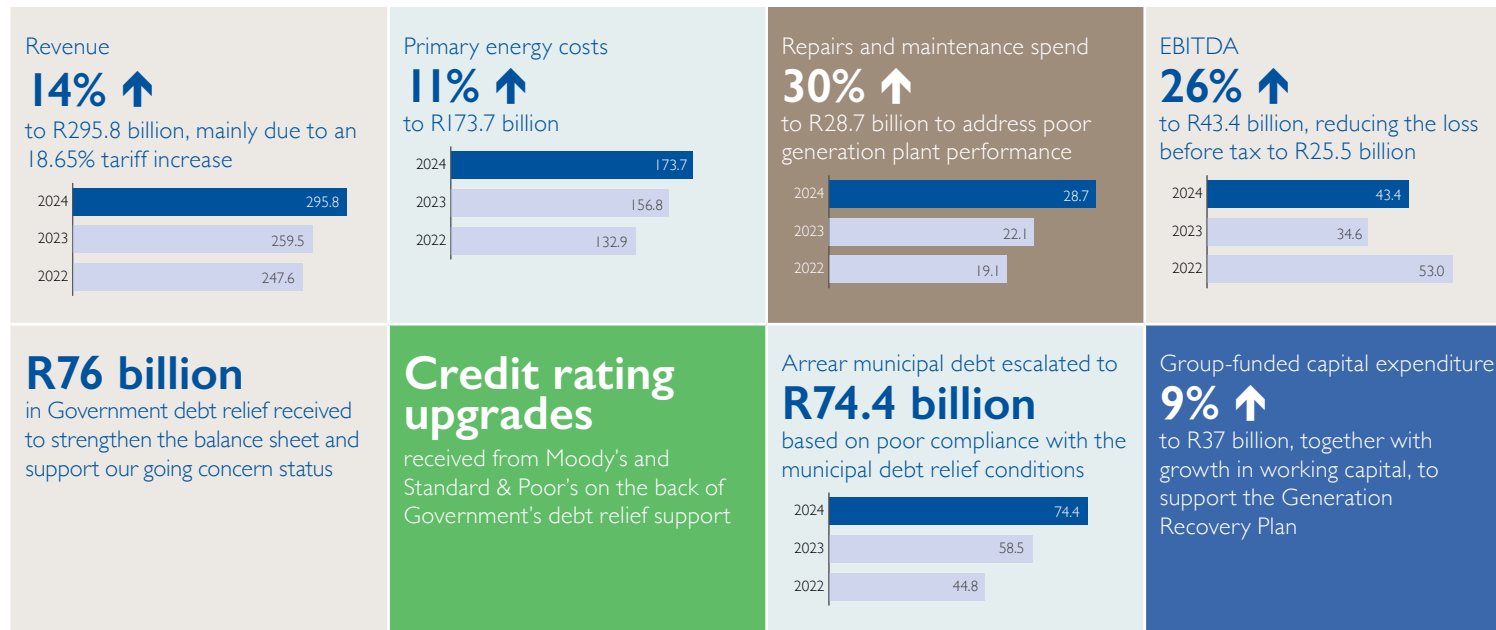 Revenue
14% ↑
to R295.8 billion, mainly due to an
18.65% tariff increase
2024 295.8
2023 259.5
2022 247.6
Primary energy costs
11% ↑
to R173.7 billion
2024 173.7
2023 156.8
2022 132.9
Repairs and maintenance spend
30% ↑
to R28.7 billion to address poor
generation plant performance
2024 28.7
2023 22.1
2022 19.1
EBITDA
26% ↑
to R43.4 billion, reducing the loss
before tax to R25.5 billion
2024 43.4
2023 34.6
2022 53.0
R76 billion
in Government debt relief received
to strengthen the balance sheet and
support our going concern status
Credit rating
upgrades
received from Moody's and
Standard & Poor's on the back of
Government's debt relief support
Arrear municipal debt escalated to
R74.4 billion
based on poor compliance with the
municipal debt relief conditions
2024 74.4
2023 58.5
2022 44.8
Group-funded capital expenditure
9% ↑
to R37 billion, together with
growth in working capital, to
support the Generation
Recovery Plan